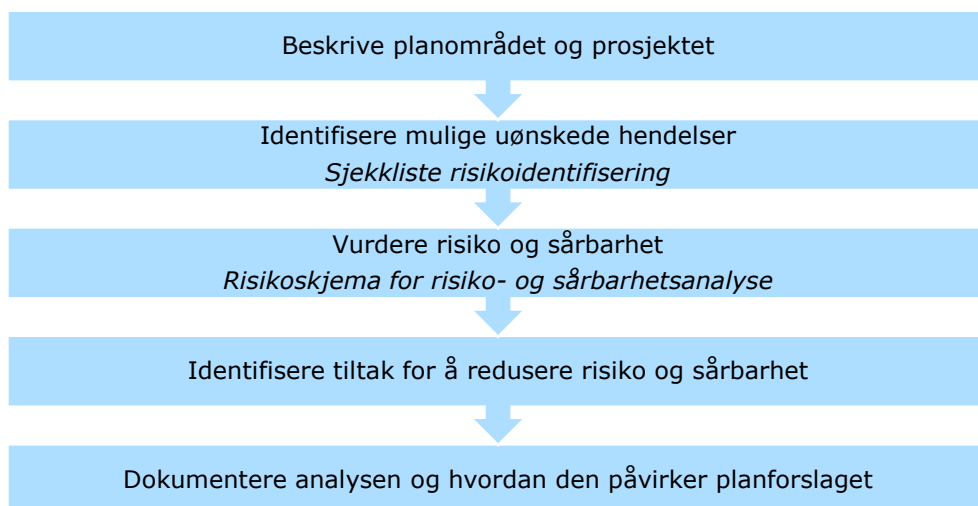 Beskrive planområdet og prosjektet
Identifisere mulige uønskede hendelser
Sjekkliste risikoidentifisering
Vurdere risiko og sårbarhet
Risikoskjema for risiko- og sårbarhetsanalyse
Identifisere tiltak for å redusere risiko og sårbarhet
Dokumentere analysen og hvordan den påvirker planforslaget